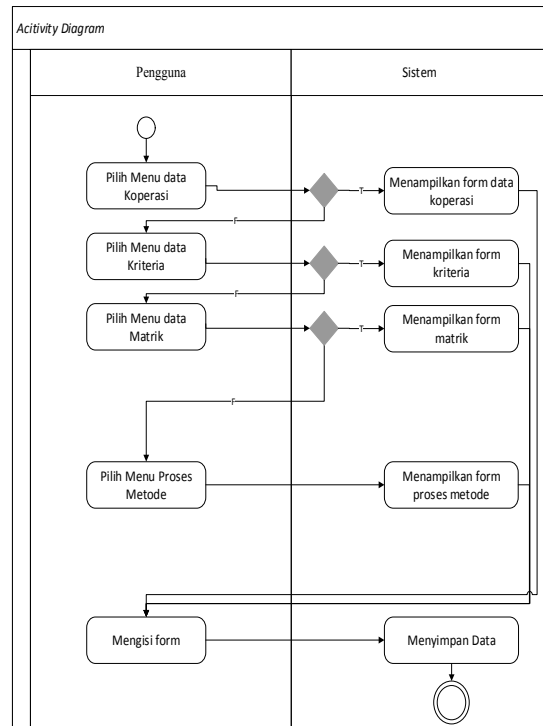 Acitivity Diagram
Pengguna
Sistem
Pilih Menu data
Koperasi
T
Menampilkan form data
koperasi
F
Pilih Menu data
Kriteria
T
Menampilkan form
kriteria
F
Pilih Menu data
Matrik
T
Menampilkan form
matrik
F
Pilih Menu Proses
Metode
Menampilkan form
proses metode
Mengisi form
Menyimpan Data